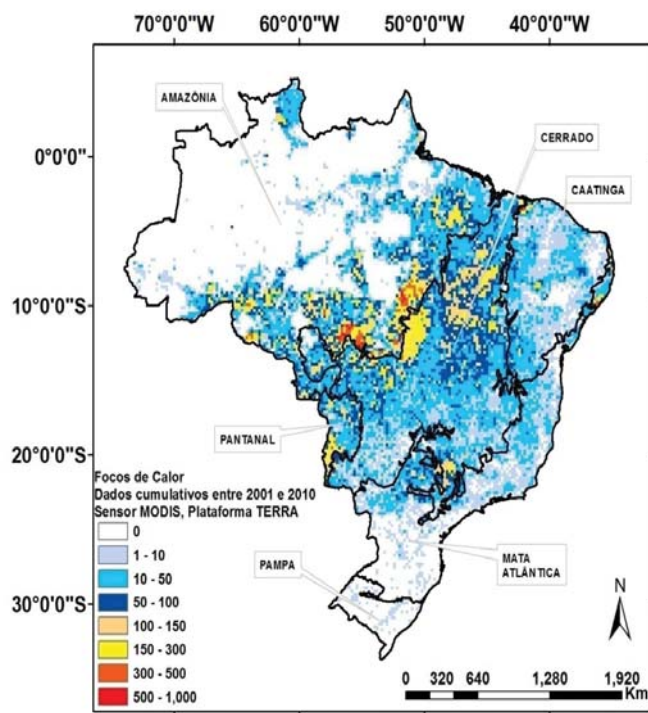 70°0'0"W 60°0'0"W 50°0'0"W 40°0'0"W
AMAZÔNIA
CERRADO
0°0'0"
CAATINGA
10°0'0"S
PANTANAL
20°0'0"S
Focos de Calor
Dados cumulativos entre 2001 e 2010
Sensor MODIS, Plataforma TERRA
0
1 - 10
10 - 50
50 - 100
100 - 150
150 - 300
300 - 500
500 - 1,000
PAMPA
MATA
ATLÂNTICA
30°0'0"S
N
0 320 640 1,280 1,920
Km